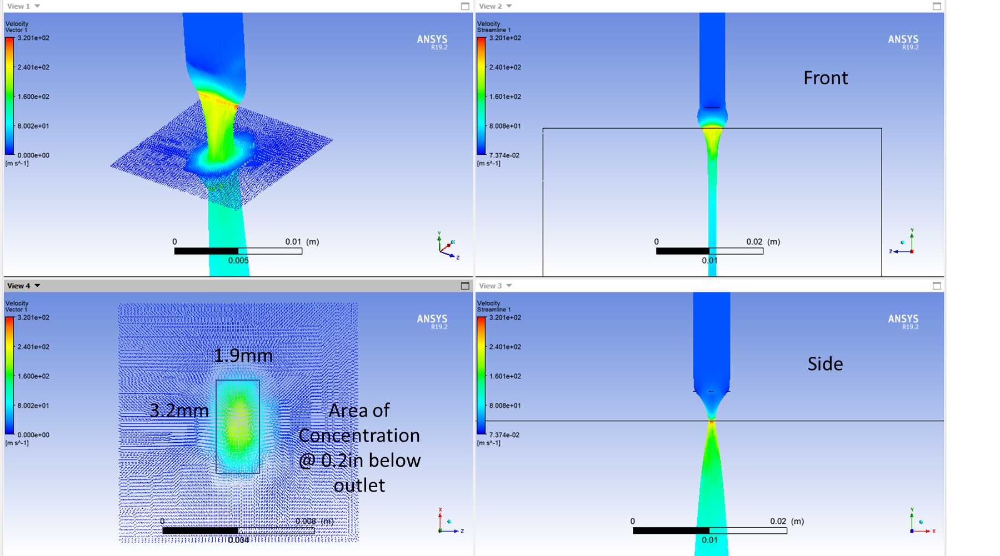 View 1
Velocity
Vector 1
3.201e+02
2.401e+02
1.600e+02
8.002e+01
0.000e+00
[m s^-1]
ANSYS
R19.2
0 0.01 (m)
0.005
Y
X
Z
View 2
Velocity
Streamline 1
3.201e+02
2.401e+02
1.601e+02
8.008e+01
7.374e-02
[m s^-1]
ANSYS
R19.2
Front
0 0.02 (m)
0.01
Y
Z
View 4
Velocity
Vector 1
3.201e+02
2.401e+02
1.600e+02
8.002e+01
0.000e+00
[m s^-1]
ANSYS
R19.2
1.9mm
3.2mm
Area of
Concentration
@ 0.2in below
outlet
0 0.008 (m)
0.004
X
Z
View 3
Velocity
Streamline 1
3.201e+02
2.401e+02
1.601e+02
8.008e+01
7.374e-02
[m s^-1]
ANSYS
R19.2
Side
0 0.02 (m)
0.01
Y
X